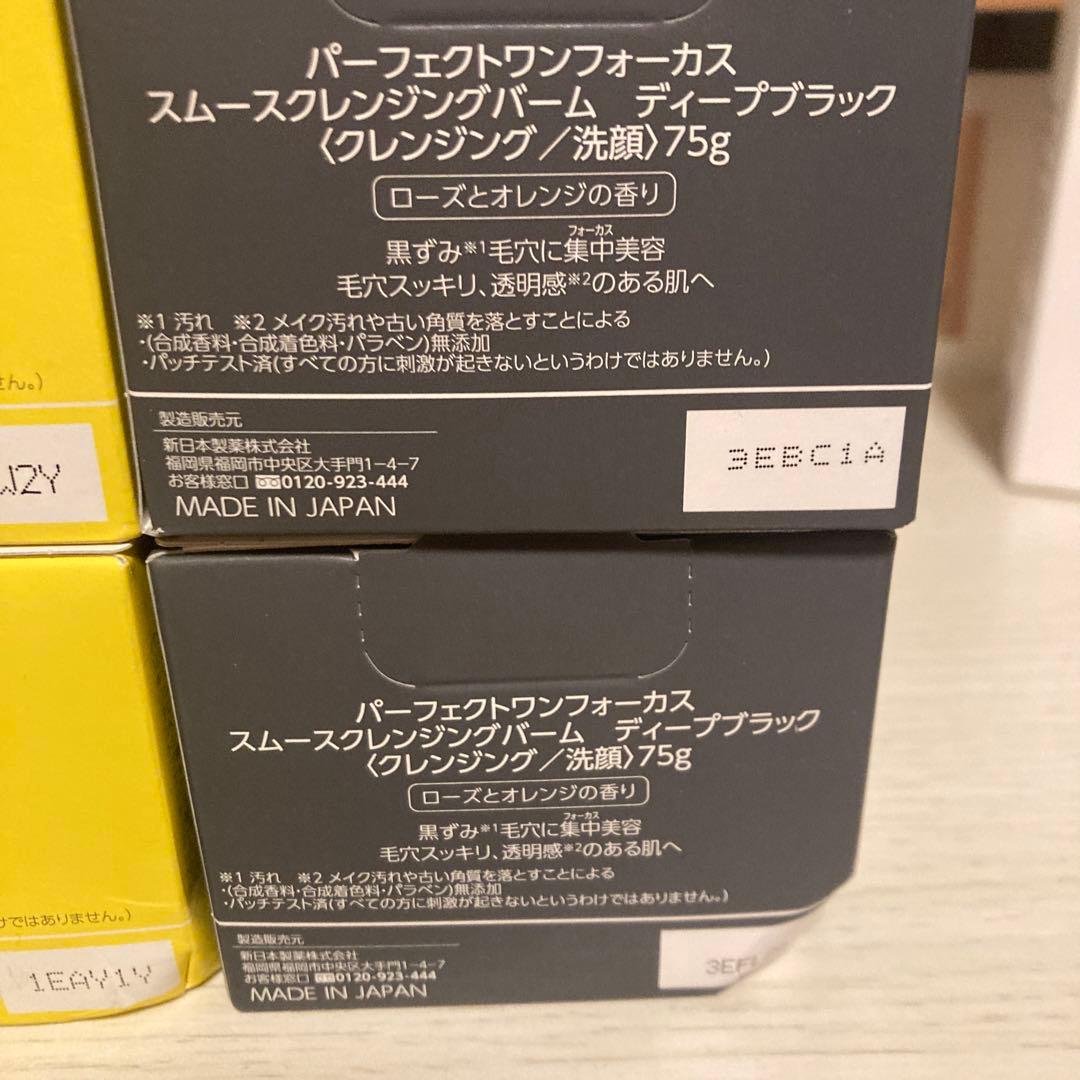 パーフェクトワンフォーカス
スムースクレンジングバーム ディープブラック
〈クレンジング／洗顔〉75g
ローズとオレンジの香り
フォーカス
黒ずみ※1毛穴に集中美容
毛穴スッキリ、透明感※2のある肌へ
※1 汚れ ※2 メイク汚れや古い角質を落とすことによる
・(合成香料・合成着色料・パラベン)無添加
・パッチテスト済(すべての方に刺激が起きないというわけではありません。)
製造販売元
新日本製薬株式会社
福岡県福岡市中央区大手門1-4-7
お客様窓口 0120-923-444
MADE IN JAPAN
3EBC1A
せん。)
W2Y
パーフェクトワンフォーカス
スムースクレンジングバーム ディープブラック
〈クレンジング／洗顔〉75g
ローズとオレンジの香り
フォーカス
黒ずみ※1毛穴に集中美容
毛穴スッキリ、透明感※2のある肌へ
※1 汚れ ※2 メイク汚れや古い角質を落とすことによる
・(合成香料・合成着色料・パラベン)無添加
・パッチテスト済(すべての方に刺激が起きないというわけではありません。)
製造販売元
新日本製薬株式会社
福岡県福岡市中央区大手門1-4-7
お客様窓口 0120-923-444
MADE IN JAPAN
3EF
けではありません。)
1EAY1Y